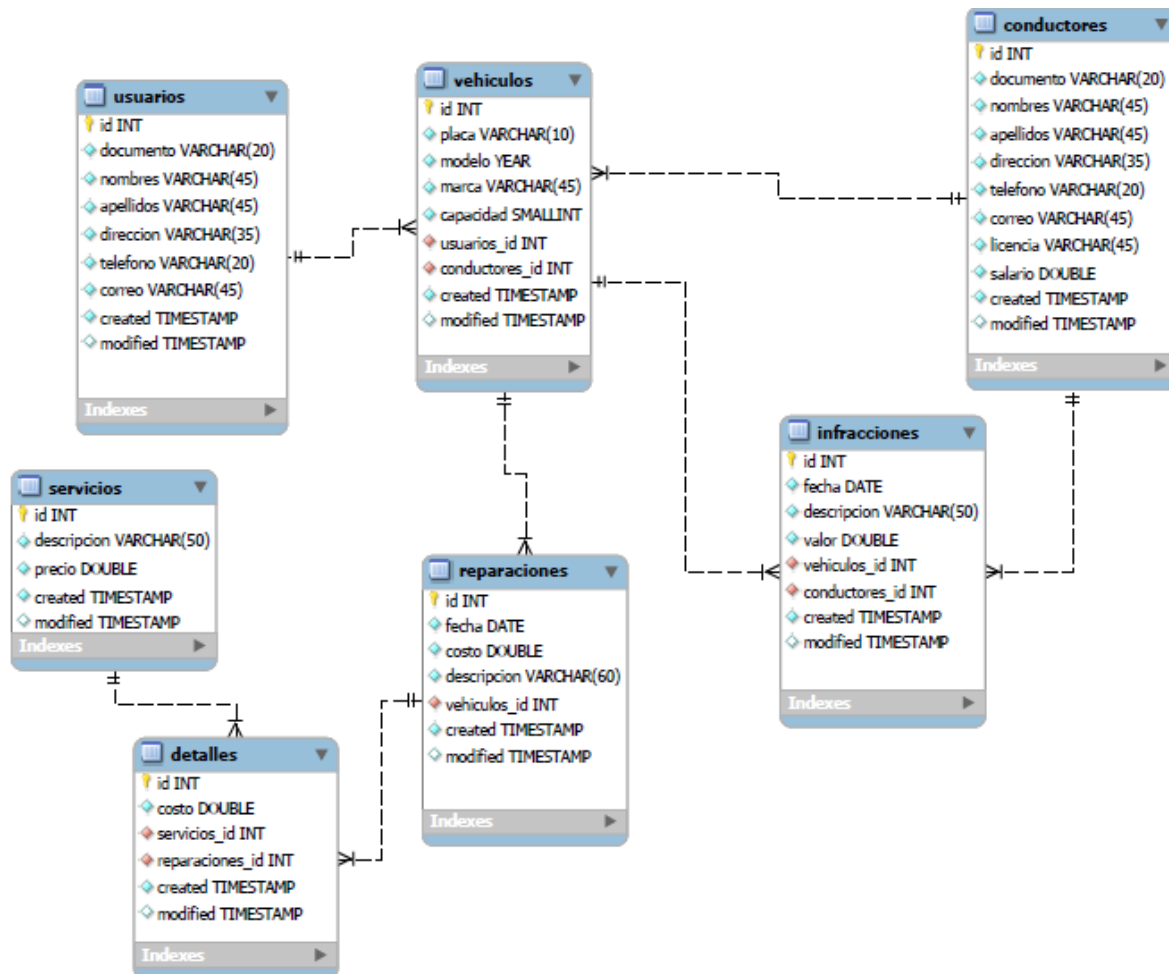 usuarios
id INT
documento VARCHAR(20)
nombres VARCHAR(45)
apellidos VARCHAR(45)
direccion VARCHAR(35)
telefono VARCHAR(20)
correo VARCHAR(45)
created TIMESTAMP
modified TIMESTAMP
Indexes
vehiculos
id INT
placa VARCHAR(10)
modelo YEAR
marca VARCHAR(45)
capacidad SMALLINT
usuarios_id INT
conductores_id INT
created TIMESTAMP
modified TIMESTAMP
Indexes
conductores
id INT
documento VARCHAR(20)
nombres VARCHAR(45)
apellidos VARCHAR(45)
direccion VARCHAR(35)
telefono VARCHAR(20)
correo VARCHAR(45)
licencia VARCHAR(45)
salario DOUBLE
created TIMESTAMP
modified TIMESTAMP
Indexes
servicios
id INT
descripcion VARCHAR(50)
precio DOUBLE
created TIMESTAMP
modified TIMESTAMP
Indexes
reparaciones
id INT
fecha DATE
costo DOUBLE
descripcion VARCHAR(60)
vehiculos_id INT
created TIMESTAMP
modified TIMESTAMP
Indexes
infracciones
id INT
fecha DATE
descripcion VARCHAR(50)
valor DOUBLE
vehiculos_id INT
conductores_id INT
created TIMESTAMP
modified TIMESTAMP
Indexes
detalles
id INT
costo DOUBLE
servicios_id INT
reparaciones_id INT
created TIMESTAMP
modified TIMESTAMP
Indexes